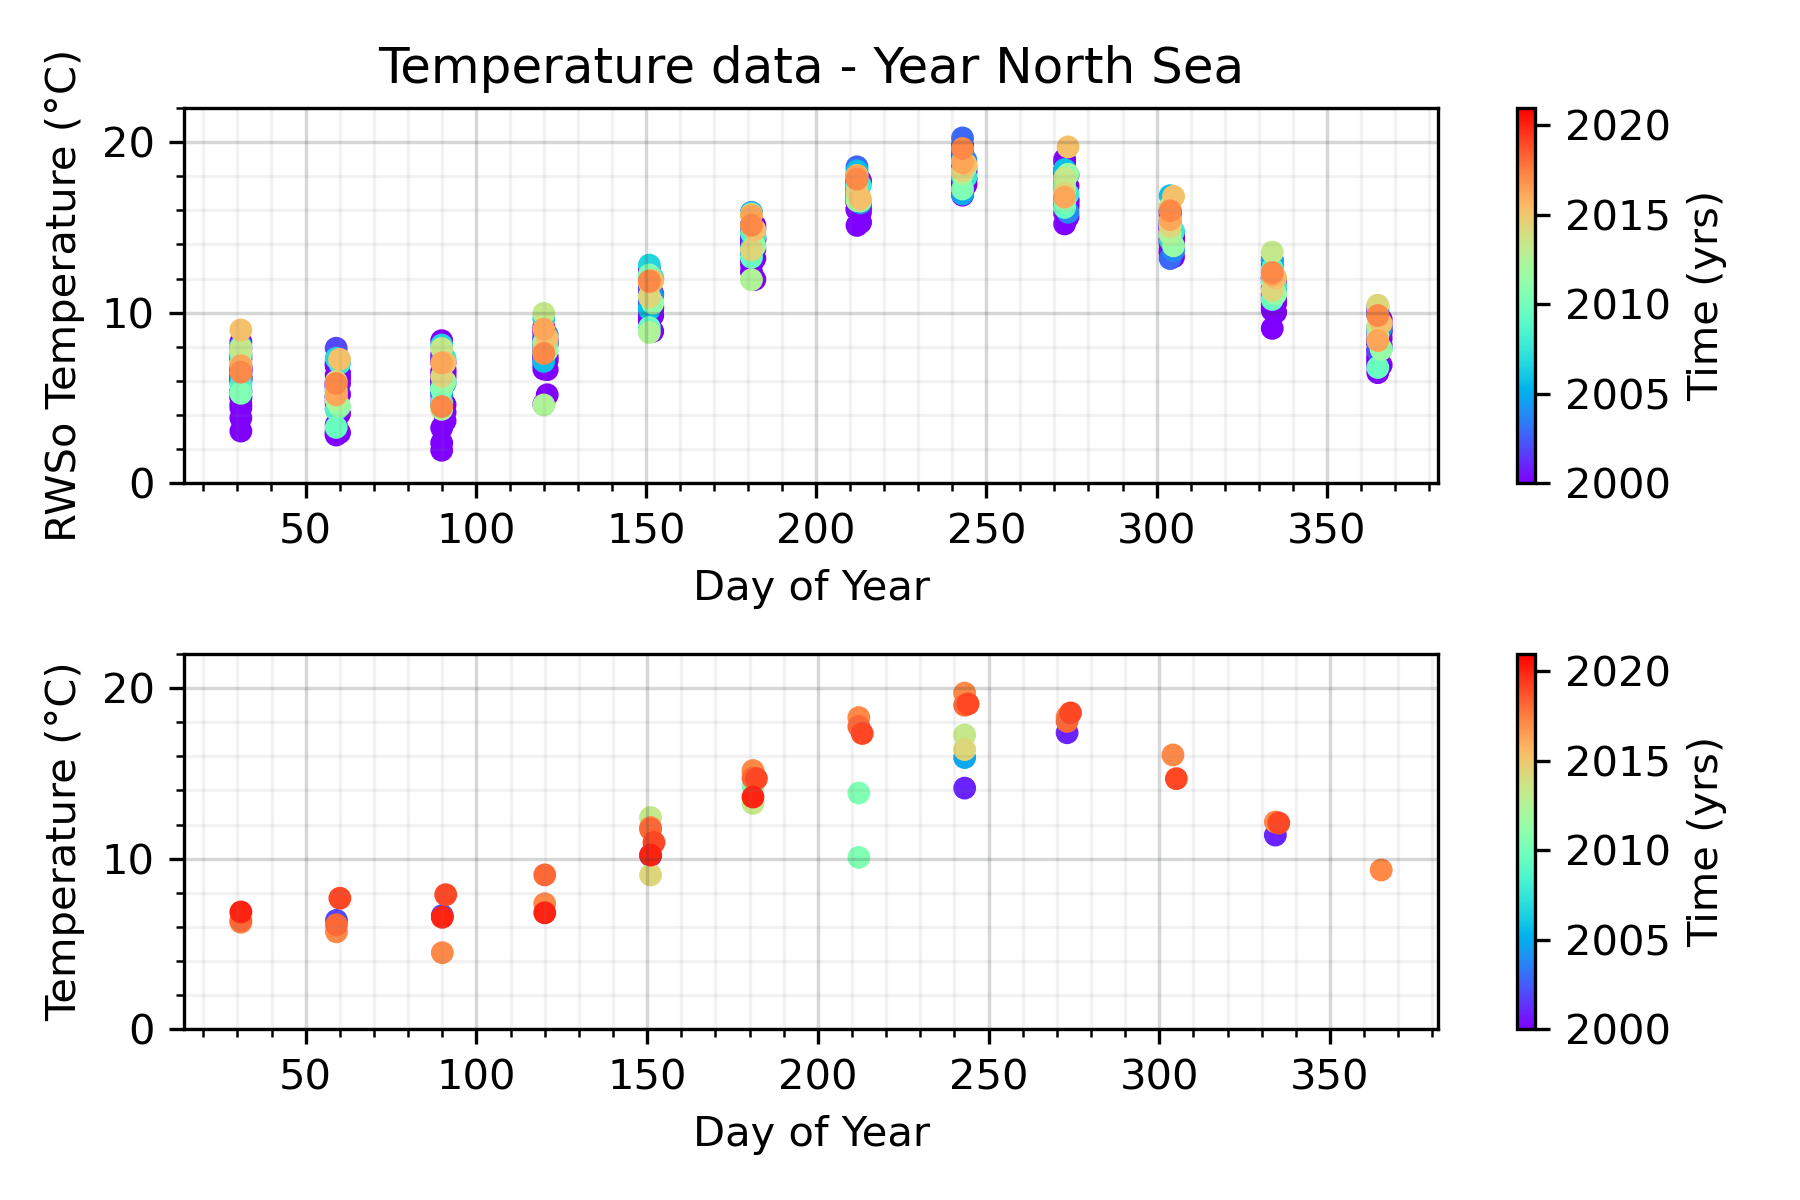 Temperature data - Year North Sea
RWSo Temperature (°C)
20
10
0
50 100 150 200 250 300 350
Day of Year
2020
2015
2010
2005
2000
Time (yrs)
Temperature (°C)
20
10
0
50 100 150 200 250 300 350
Day of Year
2020
2015
2010
2005
2000
Time (yrs)